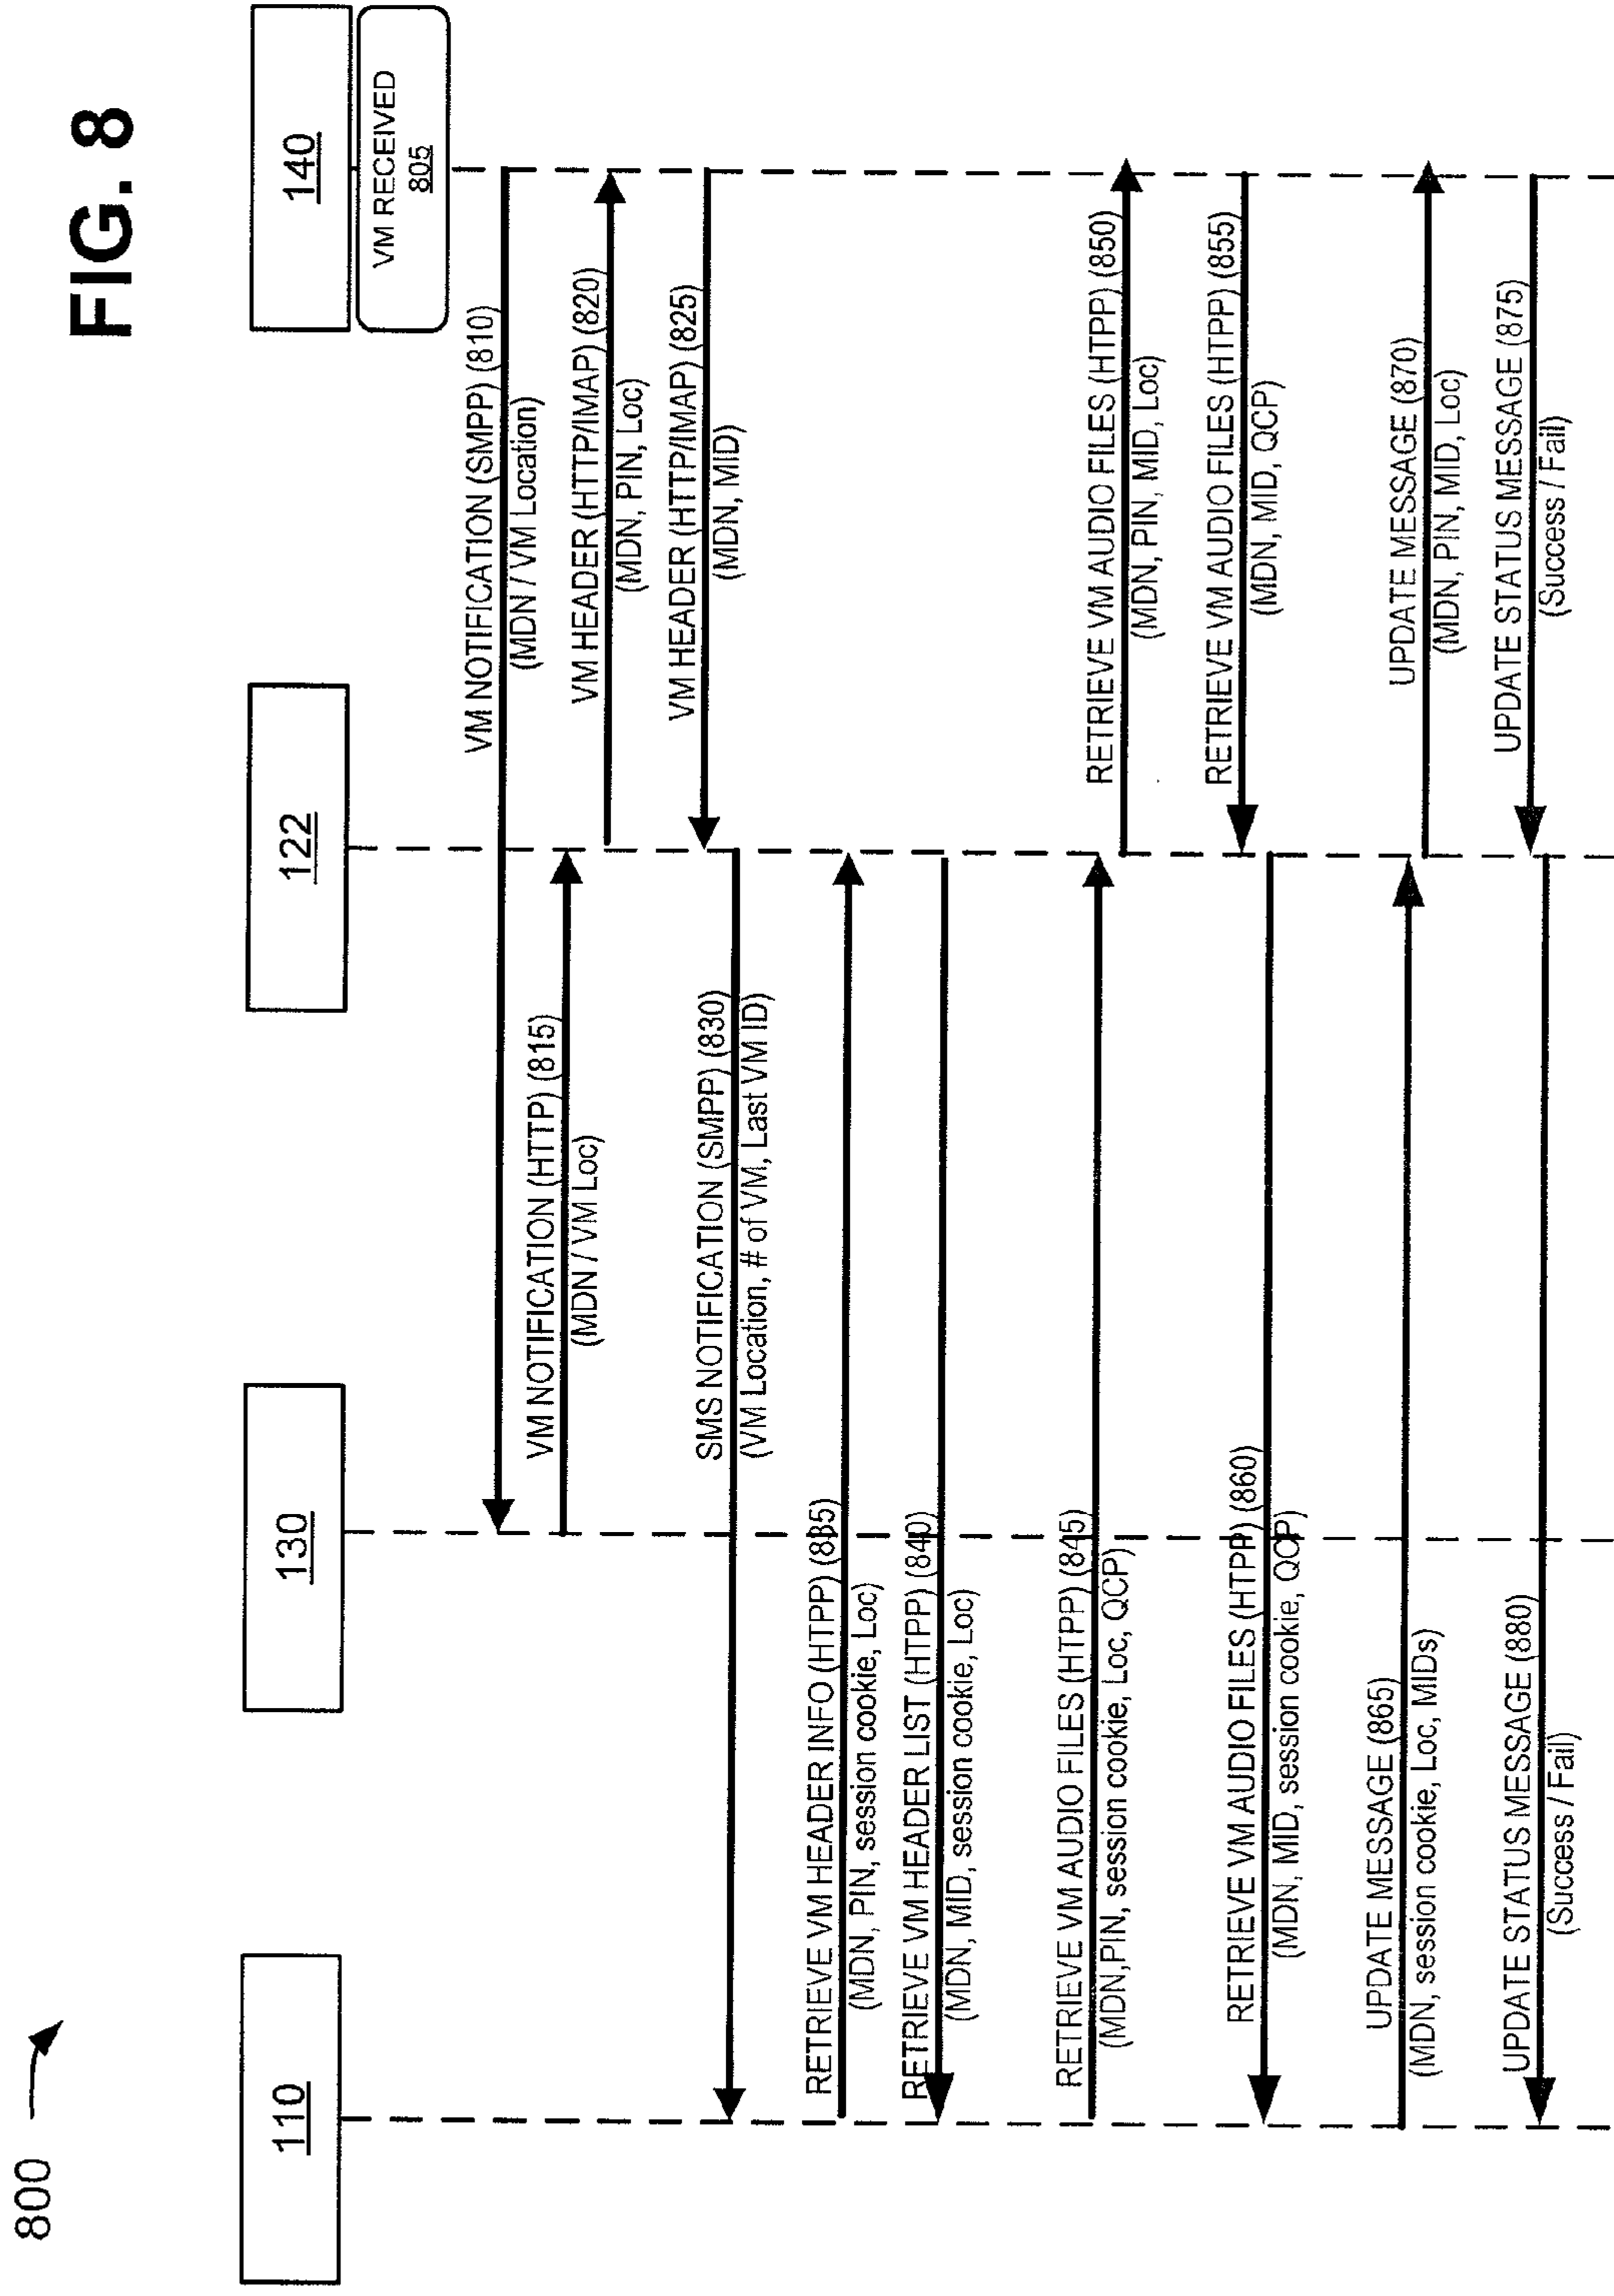 800
FIG. 8
110
130
122
140
VM RECEIVED
805
VM NOTIFICATION (SMPP) (810)
(MDN / VM Location)
VM NOTIFICATION (HTTP) (815)
(MDN / VM Loc)
VM HEADER (HTTP/IMAP) (820)
(MDN, PIN, Loc)
VM HEADER (HTTP/IMAP) (825)
(MDN, MID)
SMS NOTIFICATION (SMPP) (830)
(VM Location, # of VM, Last VM ID)
RETRIEVE VM HEADER INFO (HTPP) (835)
(MDN, PIN, session cookie, Loc)
RETRIEVE VM HEADER LIST (HTPP) (840)
(MDN, MID, session cookie, Loc)
RETRIEVE VM AUDIO FILES (HTPP) (845)
(MDN,PIN, session cookie, Loc, QCP)
RETRIEVE VM AUDIO FILES (HTPP) (850)
(MDN, PIN, MID, Loc)
RETRIEVE VM AUDIO FILES (HTPP) (855)
(MDN, MID, QCP)
RETRIEVE VM AUDIO FILES (HTPP) (860)
(MDN, MID, session cookie, QCP)
UPDATE MESSAGE (865)
(MDN, session cookie, Loc, MIDs)
UPDATE MESSAGE (870)
(MDN, PIN, MID, Loc)
UPDATE STATUS MESSAGE (875)
(Success / Fail)
UPDATE STATUS MESSAGE (880)
(Success / Fail)